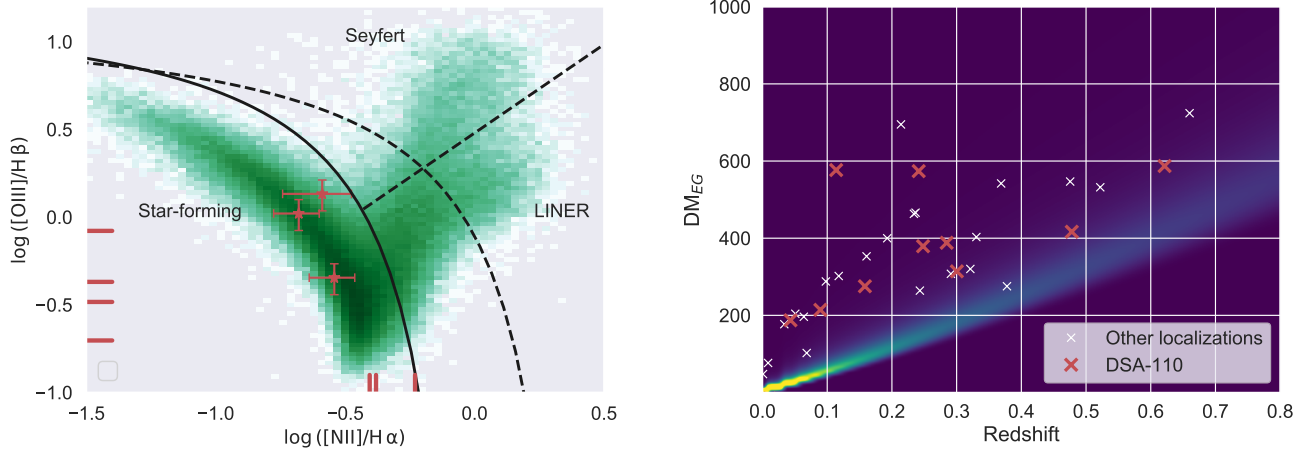 1.0
0.5
0.0
−0.5
−1.0
log ([OIII]/H β)
Seyfert
Star-forming
LINER
−1.5
−1.0
−0.5
0.0
0.5
log ([NII]/H α)
1000
800
600
400
200
DM_EG
Other localizations
DSA-110
0.0
0.1
0.2
0.3
0.4
0.5
0.6
0.7
0.8
Redshift